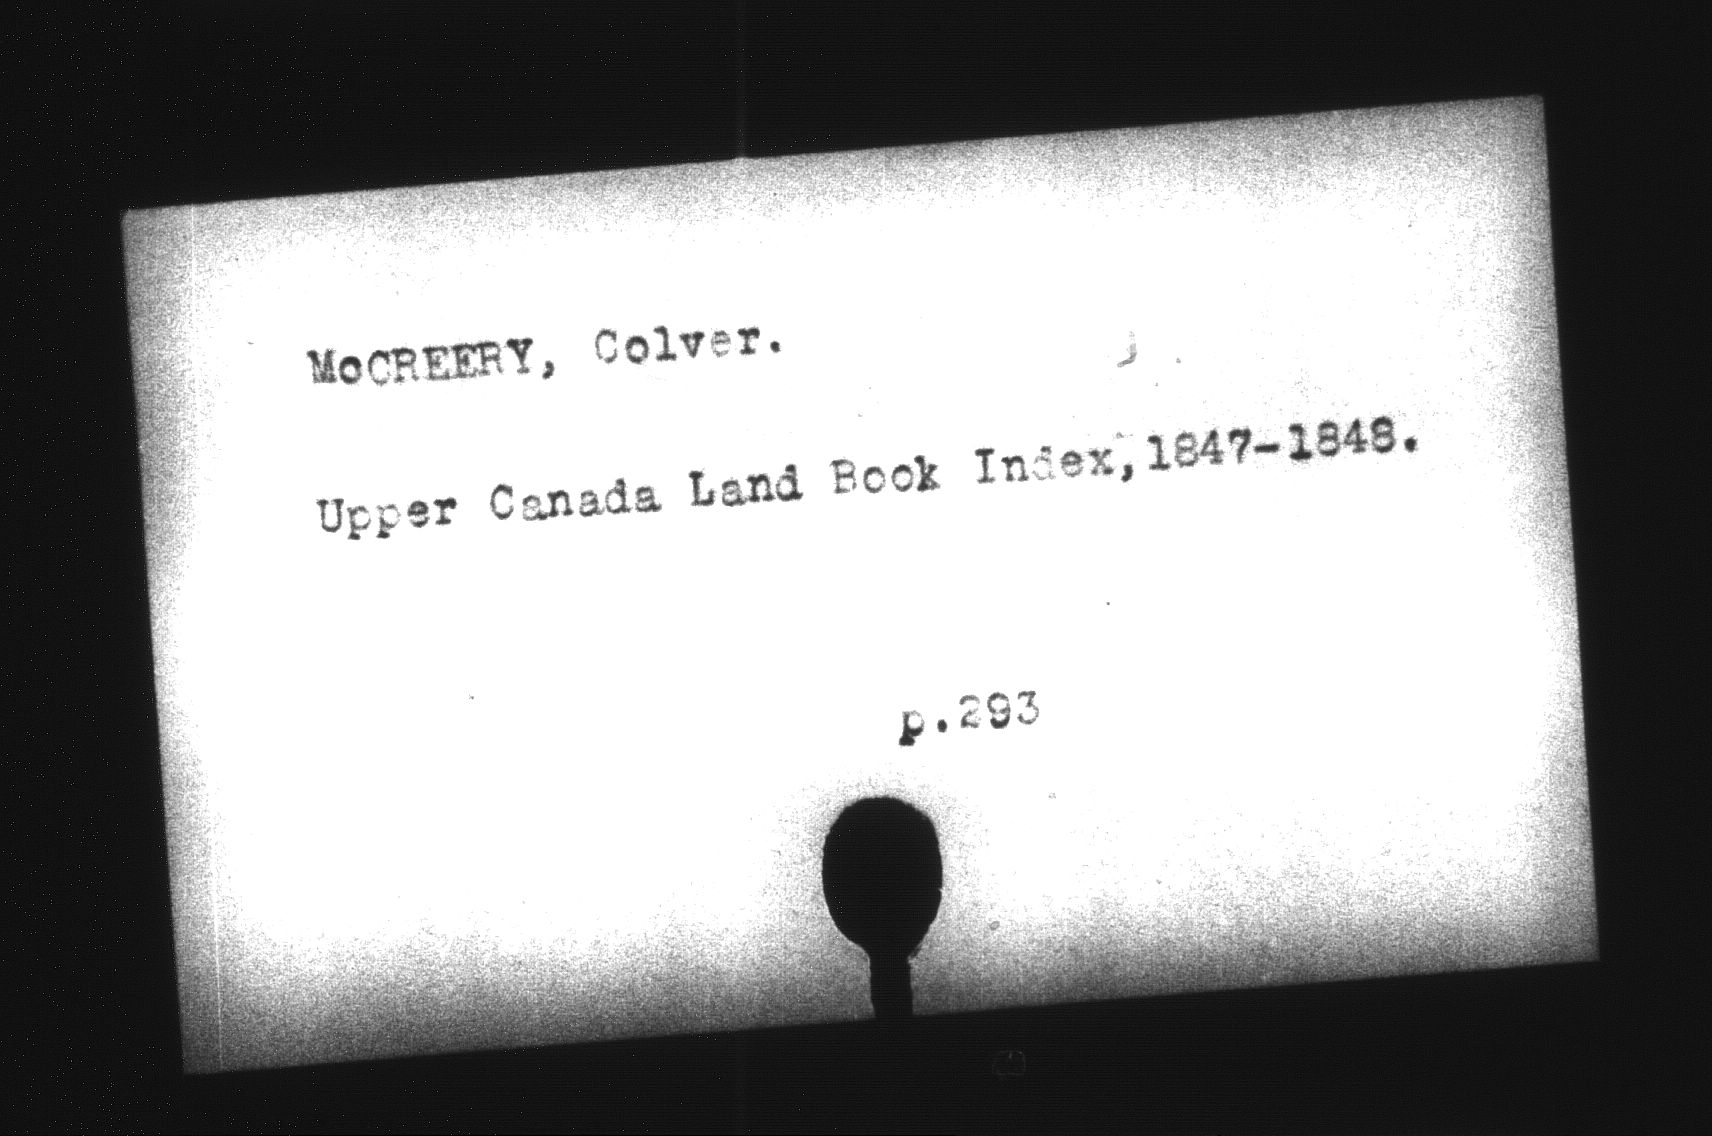 McCREERY, Colver.
Upper Canada Land Book Index,1847-1848.
p.293